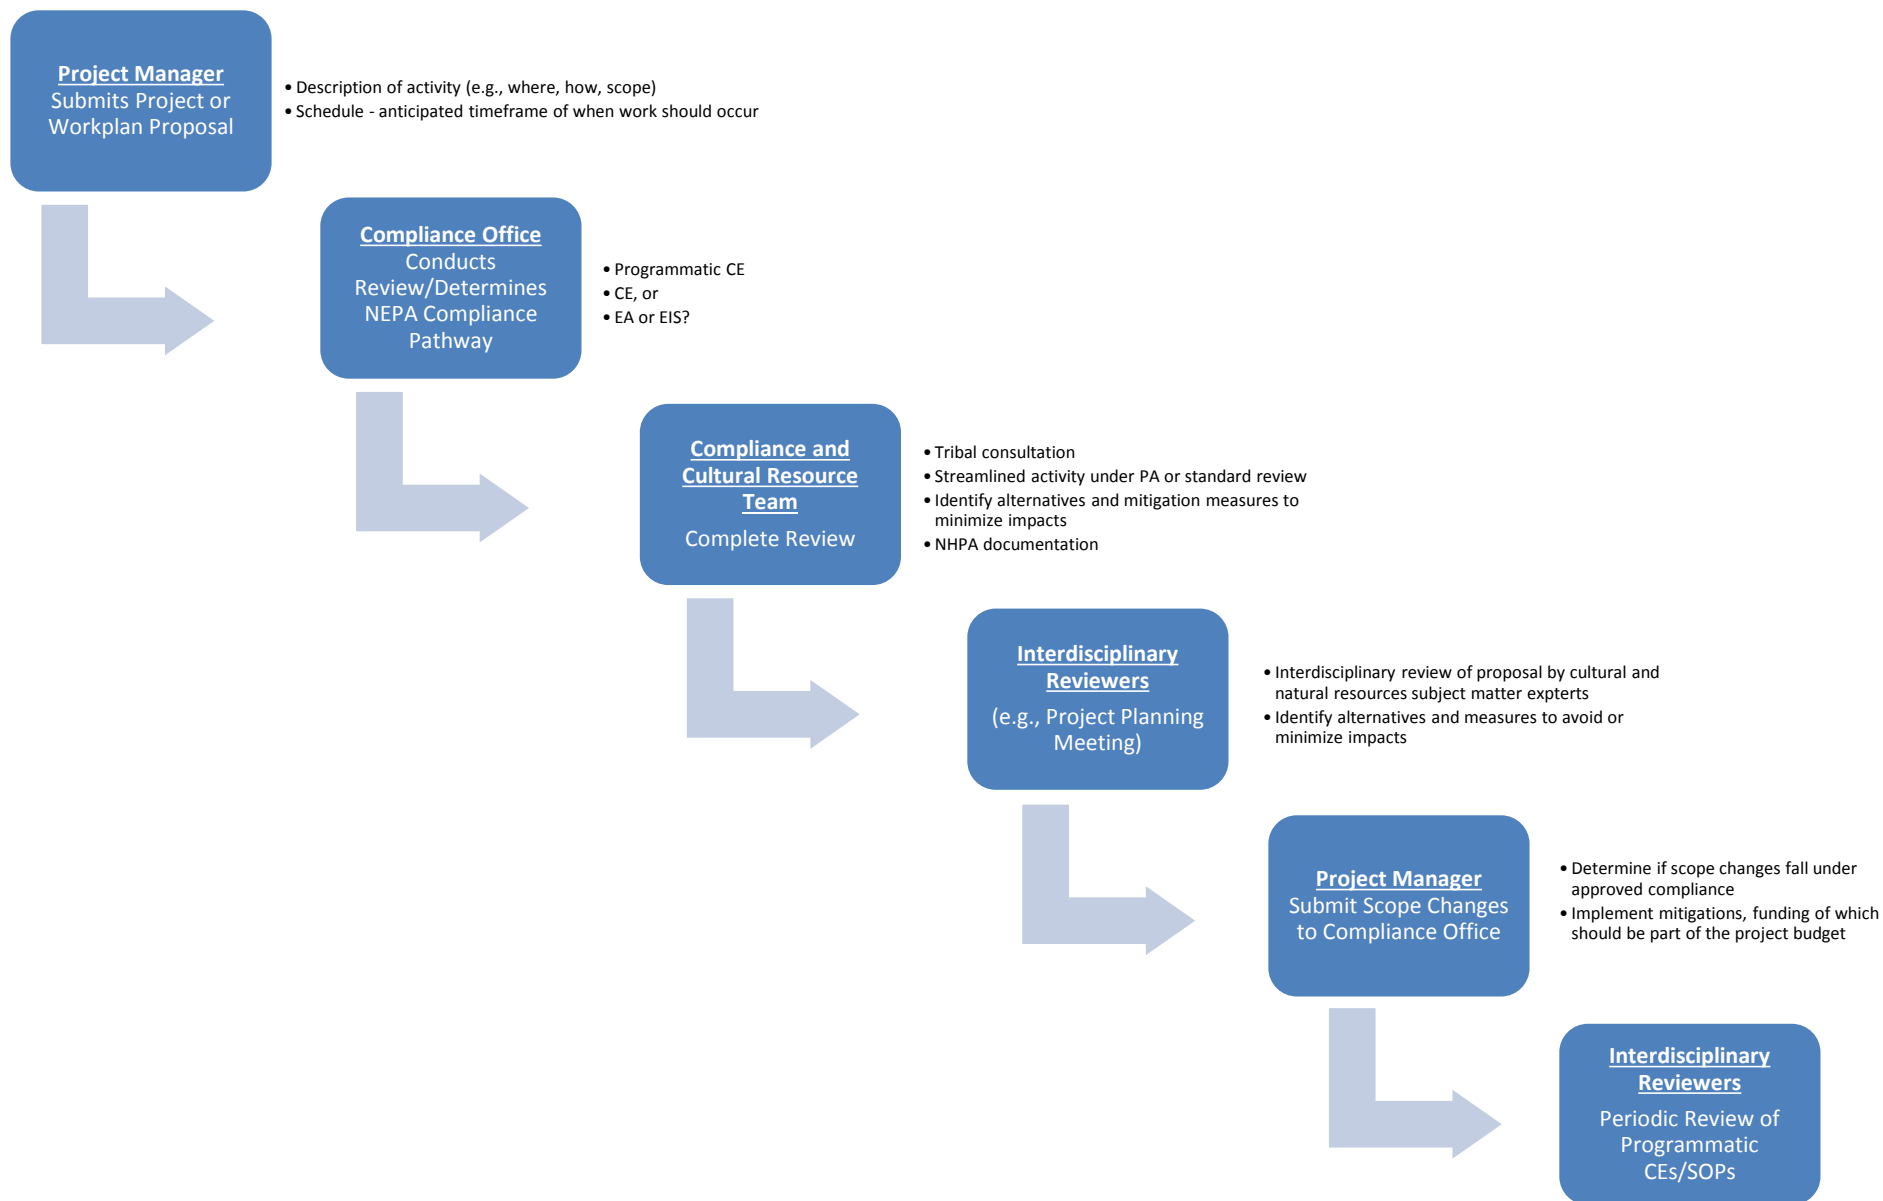 Project Manager
Submits Project or
Workplan Proposal
• Description of activity (e.g., where, how, scope)
• Schedule - anticipated timeframe of when work should occur
Compliance Office
Conducts
Review/Determines
NEPA Compliance
Pathway
• Programmatic CE
• CE, or
• EA or EIS?
Compliance and
Cultural Resource
Team
Complete Review
• Tribal consultation
• Streamlined activity under PA or standard review
• Identify alternatives and mitigation measures to
minimize impacts
• NHPA documentation
Interdisciplinary
Reviewers
(e.g., Project Planning
Meeting)
• Interdisciplinary review of proposal by cultural and
natural resources subject matter expterts
• Identify alternatives and measures to avoid or
minimize impacts
Project Manager
Submit Scope Changes
to Compliance Office
• Determine if scope changes fall under
approved compliance
• Implement mitigations, funding of which
should be part of the project budget
Interdisciplinary
Reviewers
Periodic Review of
Programmatic
CEs/SOPs